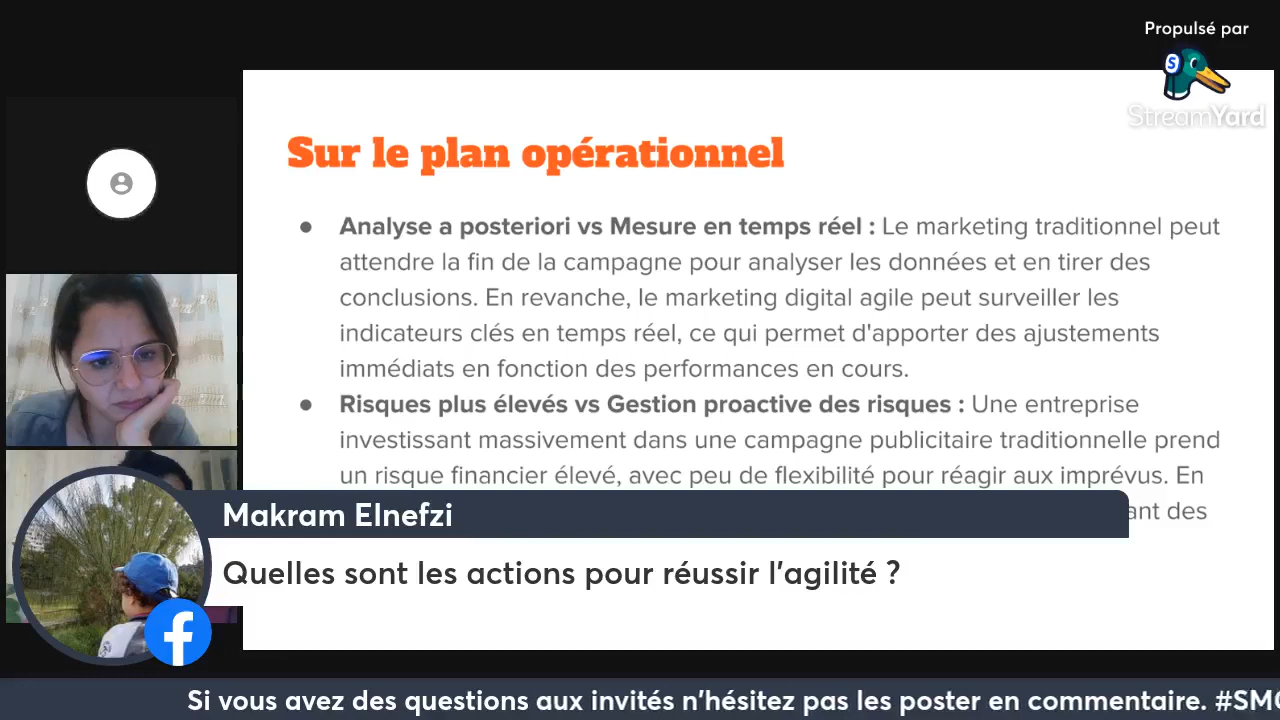 Propulsé par
StreamYard
Sur le plan opérationnel
● Analyse a posteriori vs Mesure en temps réel : Le marketing traditionnel peut
attendre la fin de la campagne pour analyser les données et en tirer des
conclusions. En revanche, le marketing digital agile peut surveiller les
indicateurs clés en temps réel, ce qui permet d'apporter des ajustements
immédiats en fonction des performances en cours.
● Risques plus élevés vs Gestion proactive des risques : Une entreprise
investissant massivement dans une campagne publicitaire traditionnelle prend
un risque financier élevé, avec peu de flexibilité pour réagir aux imprévus. En
ant des
Makram Elnefzi
Quelles sont les actions pour réussir l'agilité ?
Si vous avez des questions aux invités n'hésitez pas les poster en commentaire. #SM